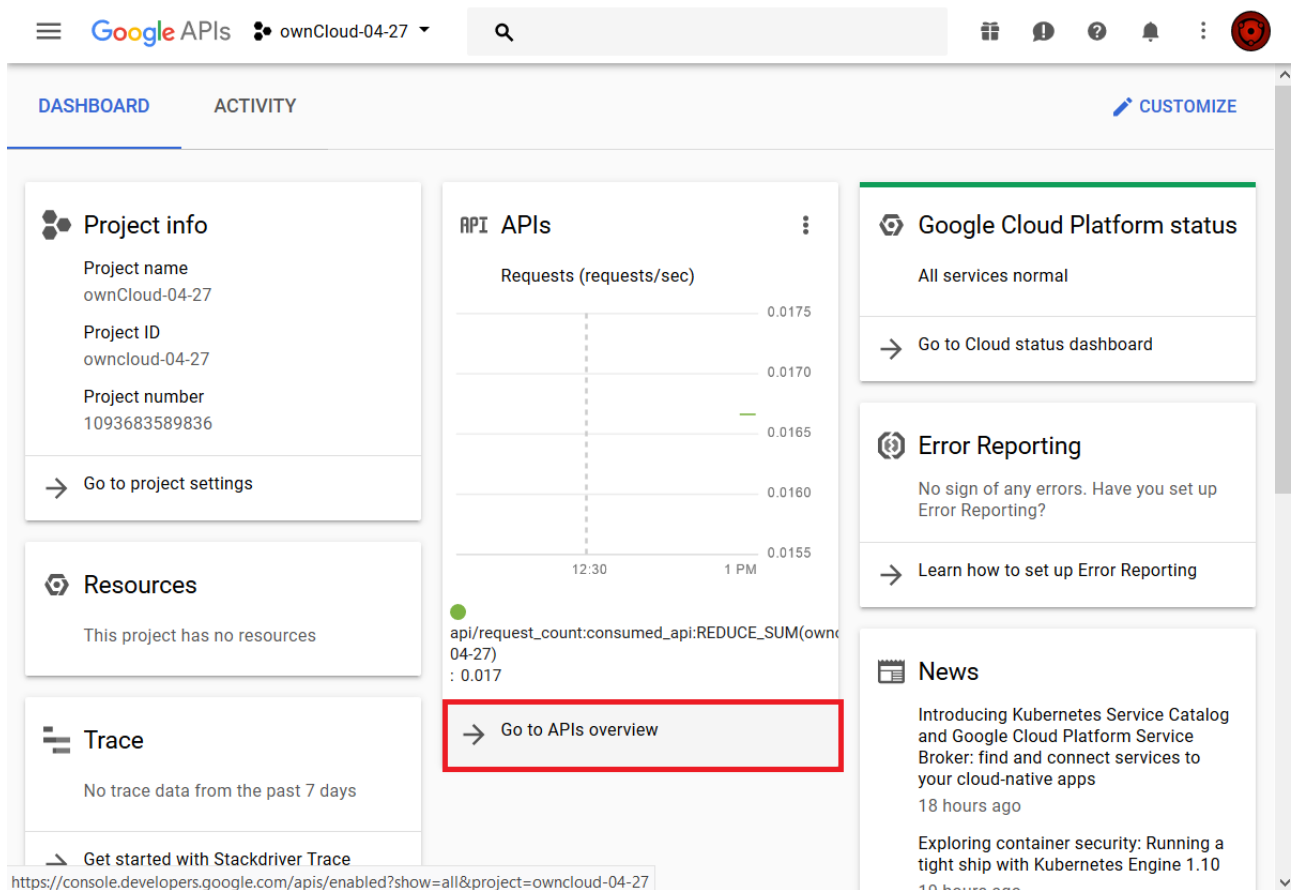 Google APIs
ownCloud-04-27
DASHBOARD
ACTIVITY
CUSTOMIZE
Project info
Project name
ownCloud-04-27
Project ID
owncloud-04-27
Project number
1093683589836
Go to project settings
Resources
This project has no resources
Trace
No trace data from the past 7 days
Get started with Stackdriver Trace
API APIs
Requests (requests/sec)
0.0175
0.0170
0.0165
0.0160
0.0155
12:30
1 PM
api/request_count:consumed_api:REDUCE_SUM(ownc
04-27)
: 0.017
Go to APIs overview
Google Cloud Platform status
All services normal
Go to Cloud status dashboard
Error Reporting
No sign of any errors. Have you set up
Error Reporting?
Learn how to set up Error Reporting
News
Introducing Kubernetes Service Catalog
and Google Cloud Platform Service
Broker: find and connect services to
your cloud-native apps
18 hours ago
Exploring container security: Running a
tight ship with Kubernetes Engine 1.10
hours ago
https://console.developers.google.com/apis/enabled?show=all&project=owncloud-04-27